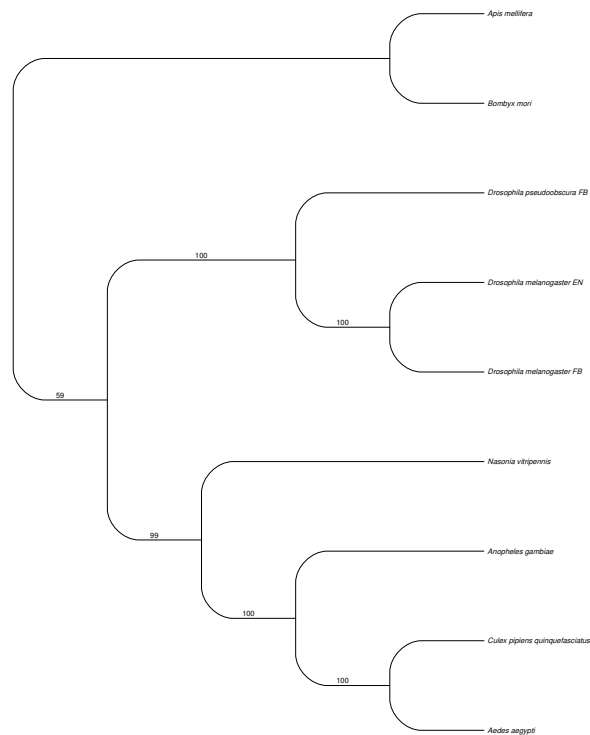 Apis mellifera
Bombyx mori
Drosophila pseudoobscura FB
100
Drosophila melanogaster EN
100
Drosophila melanogaster FB
59
Nasonia vitripennis
99
Anopheles gambiae
100
Culex pipiens quinquefasciatus
100
Aedes aegypti